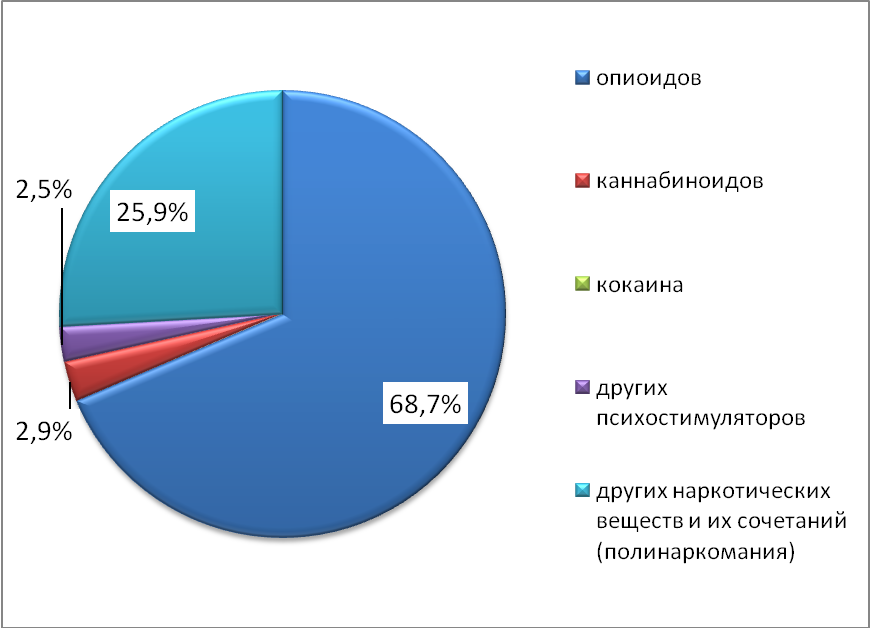 2,5%
25,9%
68,7%
2,9%
опиоидов
каннабиноидов
кокаина
других
психостимуляторов
других наркотических
веществ и их сочетаний
(полинаркомания)